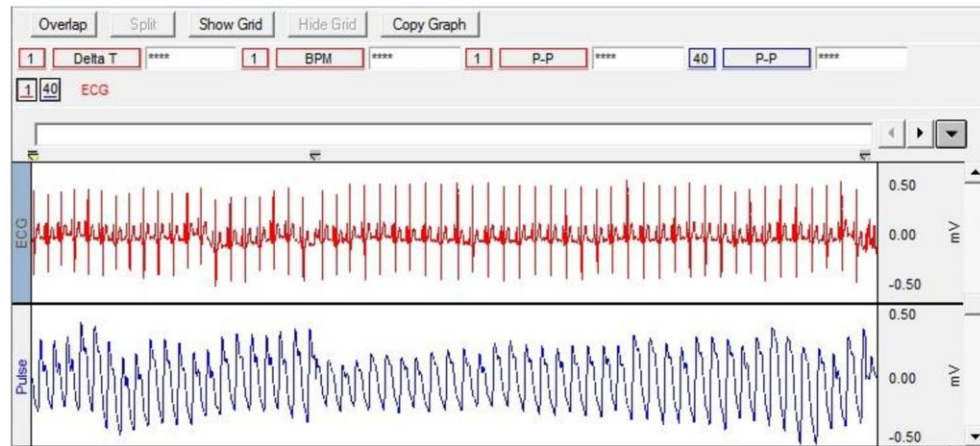 Overlap Split Show Grid Hide Grid Copy Graph
1 Delta T **** 1 BPM **** 1 P-P **** 40 P-P ****
1 40 ECG
ECG
0.50
0.00 mV
-0.50
Pulse
0.50
0.00 mV
-0.50